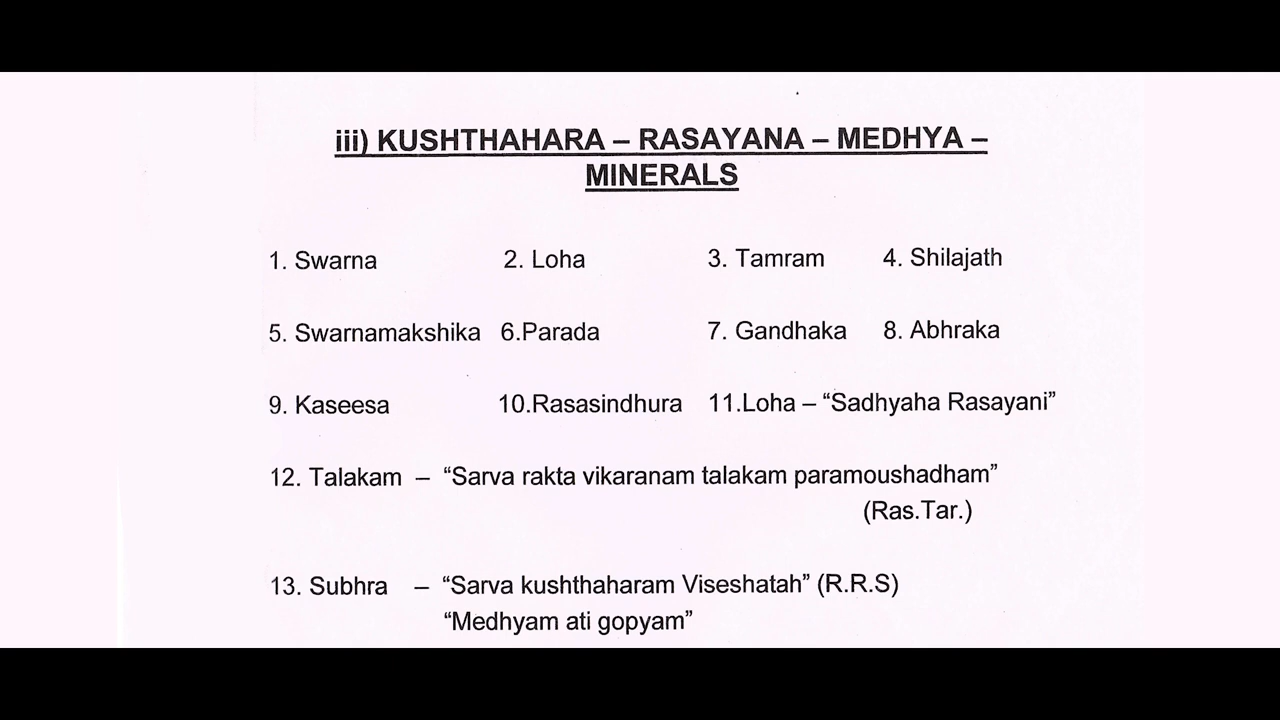 iii) KUSHTHAHARA – RASAYANA – MEDHYA –
MINERALS
1. Swarna 2. Loha 3. Tamram 4. Shilajath
5. Swarnamakshika 6.Parada 7. Gandhaka 8. Abhraka
9. Kaseesa 10.Rasasindhura 11.Loha – “Sadhyaha Rasayani”
12. Talakam – “Sarva rakta vikaranam talakam paramoushadham”
(Ras.Tar.)
13. Subhra – “Sarva kushthaharam Viseshatah” (R.R.S)
“Medhyam ati gopyam”